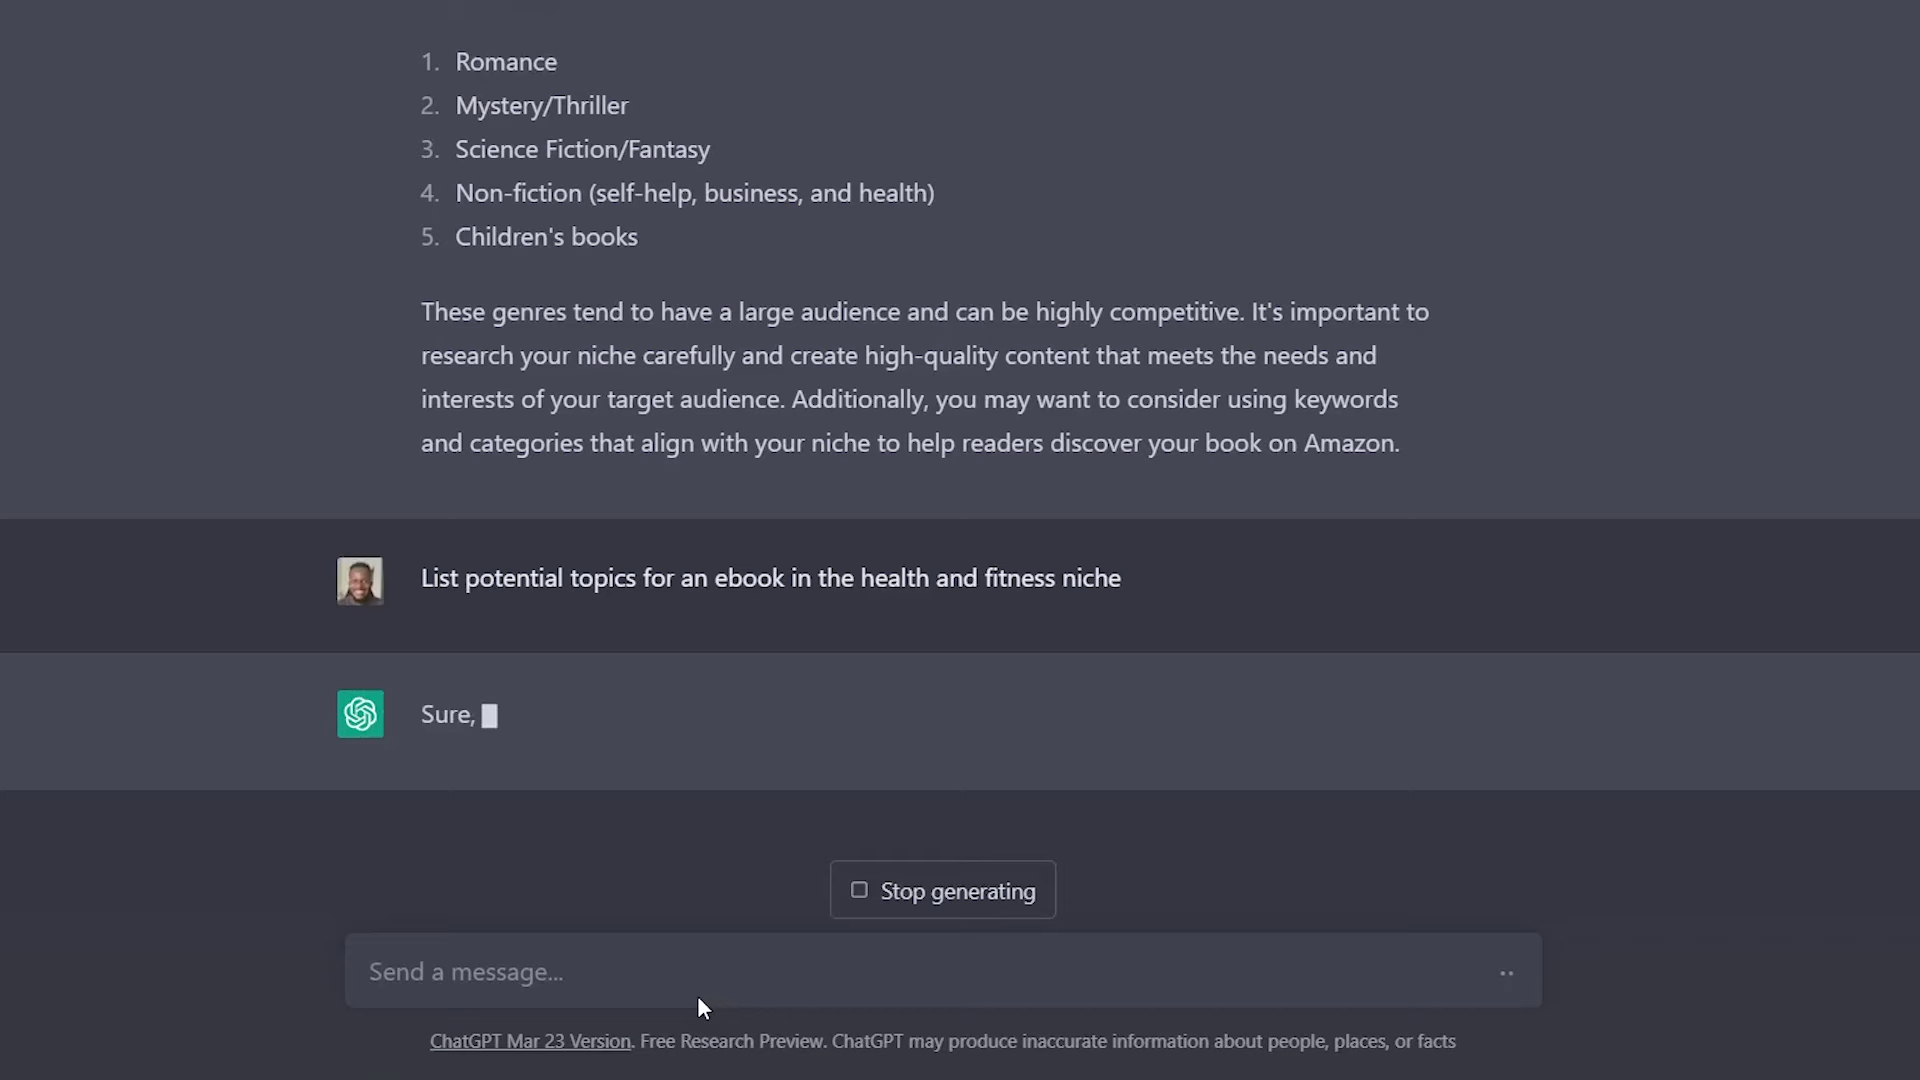 1. Romance
2. Mystery/Thriller
3. Science Fiction/Fantasy
4. Non-fiction (self-help, business, and health)
5. Children's books
These genres tend to have a large audience and can be highly competitive. It's important to
research your niche carefully and create high-quality content that meets the needs and
interests of your target audience. Additionally, you may want to consider using keywords
and categories that align with your niche to help readers discover your book on Amazon.
List potential topics for an ebook in the health and fitness niche
Sure,
Stop generating
Send a message...
ChatGPT Mar 23 Version. Free Research Preview. ChatGPT may produce inaccurate information about people, places, or facts